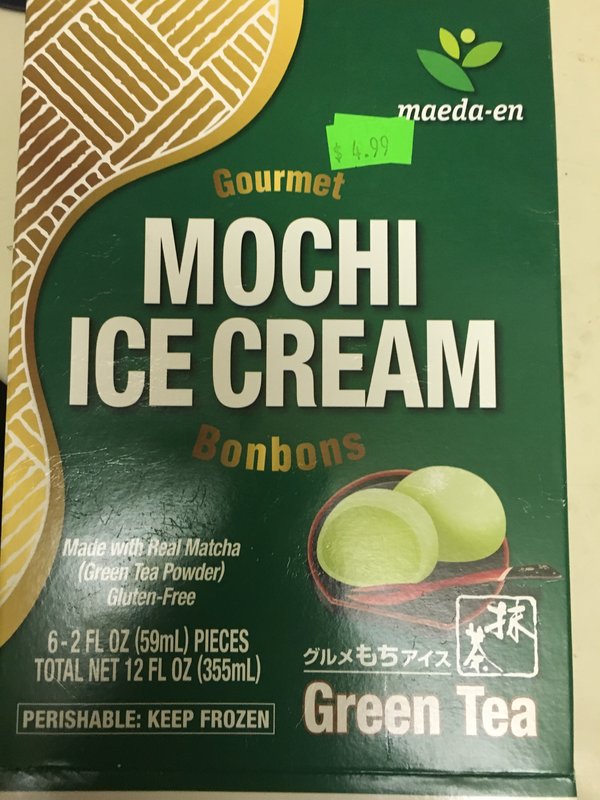 maeda-en
$ 4.99
Gourmet
MOCHI
ICE CREAM
Bonbons
Made with Real Matcha
(Green Tea Powder)
Gluten-Free
6-2 FL OZ (59mL) PIECES
TOTAL NET 12 FL OZ (355mL)
PERISHABLE: KEEP FROZEN
抹茶
グルメもちアイス
Green Tea